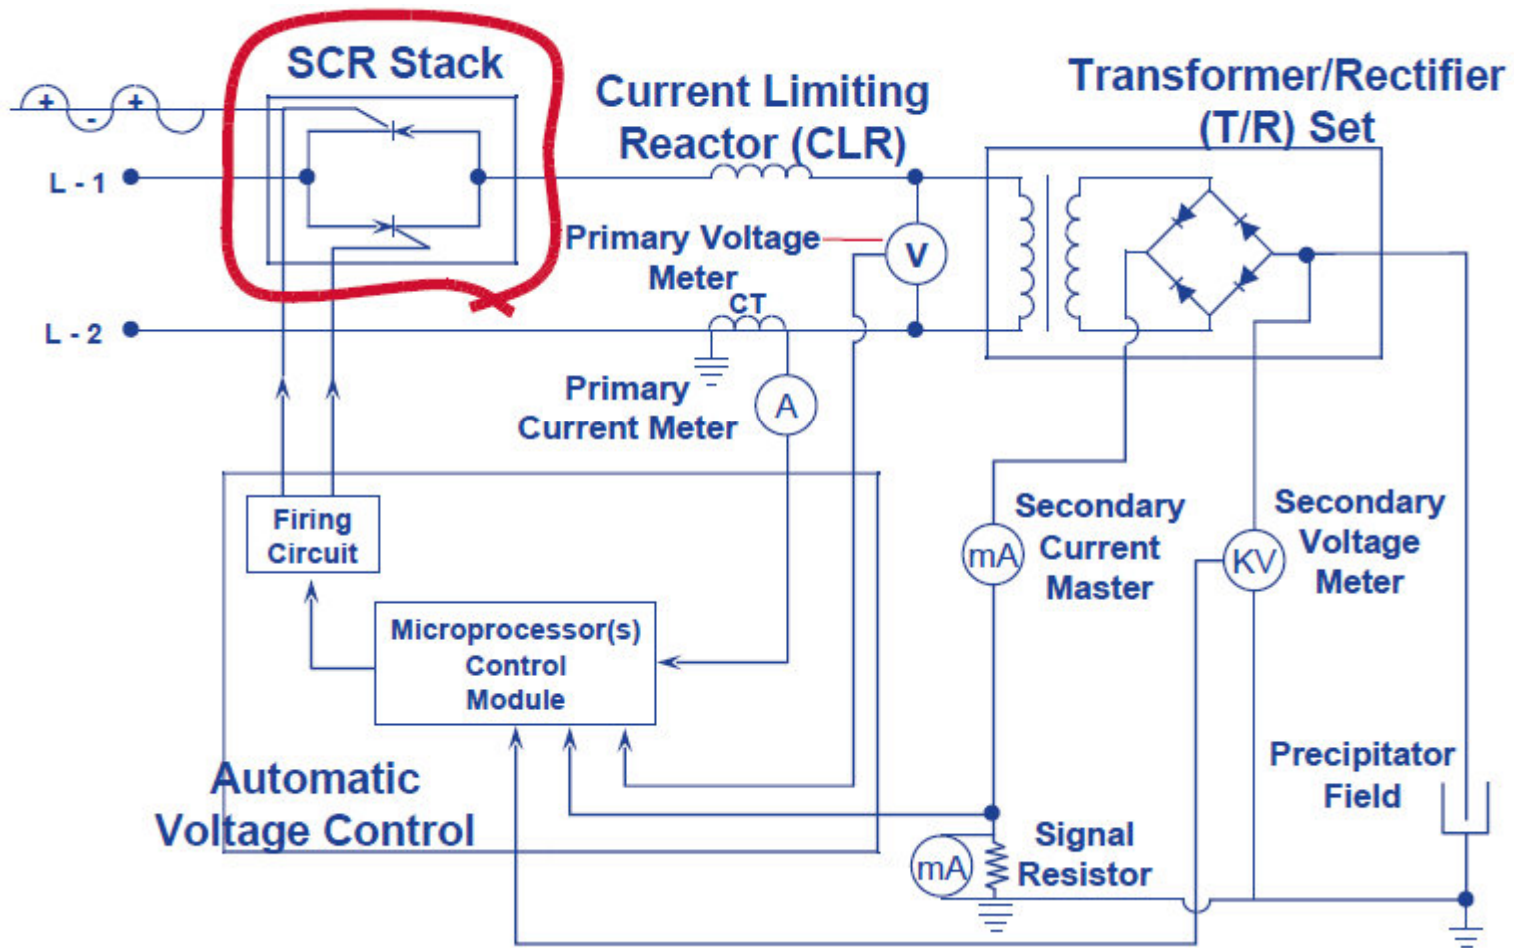 SCR Stack
Current Limiting
Reactor (CLR)
Transformer/Rectifier
(T/R) Set
+
+
-
L - 1
Primary Voltage
Meter
V
CT
L - 2
Primary
Current Meter
A
Firing
Circuit
Secondary
Current
Master
mA
Secondary
Voltage
Meter
KV
Microprocessor(s)
Control
Module
Automatic
Voltage Control
Precipitator
Field
mA
Signal
Resistor